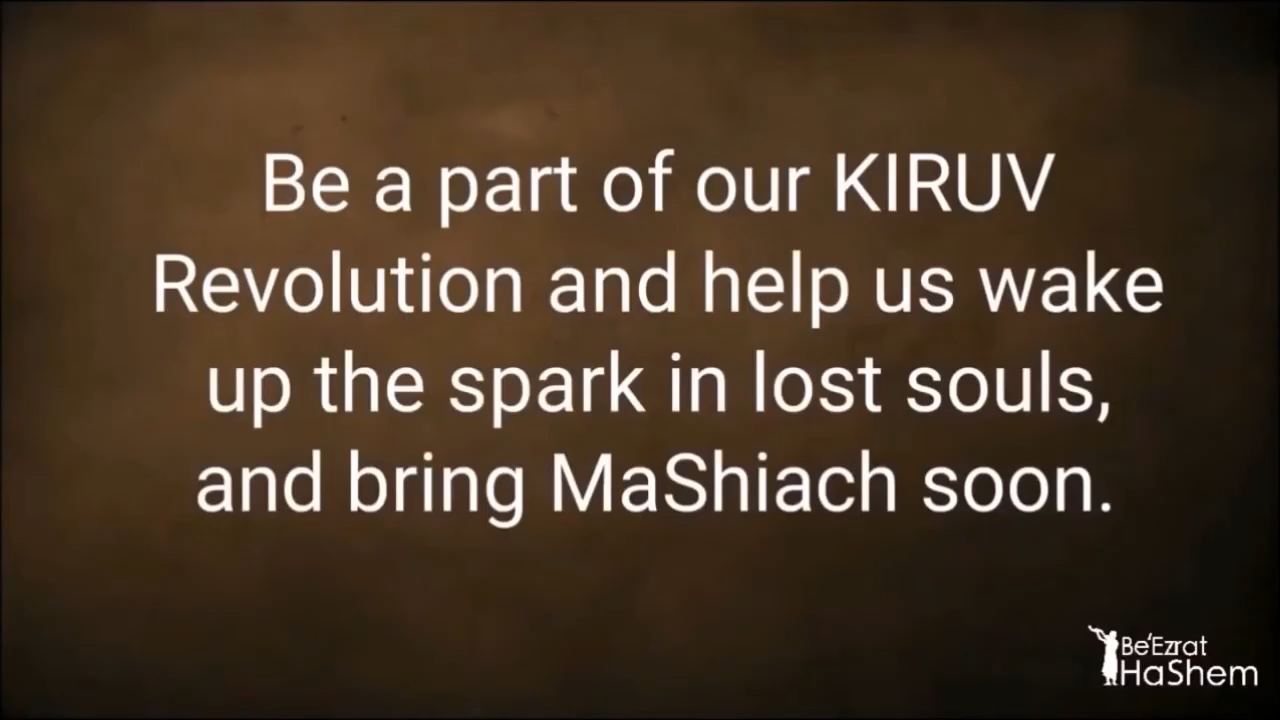 Be a part of our KIRUV
Revolution and help us wake
up the spark in lost souls,
and bring MaShiach soon.
Be'Ezrat
HaShem